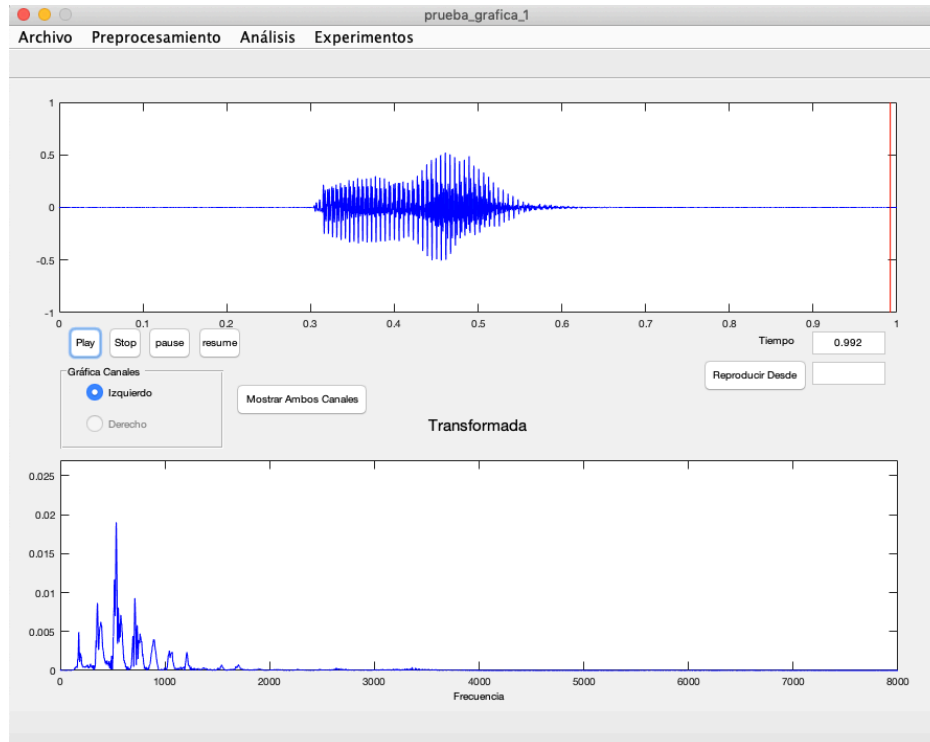 prueba_grafica_1
Archivo Preprocesamiento Análisis Experimentos
1
0.5
0
-0.5
-1
0 0.1 0.2 0.3 0.4 0.5 0.6 0.7 0.8 0.9 1
Play Stop pause resume
Tiempo 0.992
Reproducir Desde
Gráfica Canales
Izquierdo
Derecho
Mostrar Ambos Canales
Transformada
0.025
0.02
0.015
0.01
0.005
0
0 1000 2000 3000 4000 5000 6000 7000 8000
Frecuencia